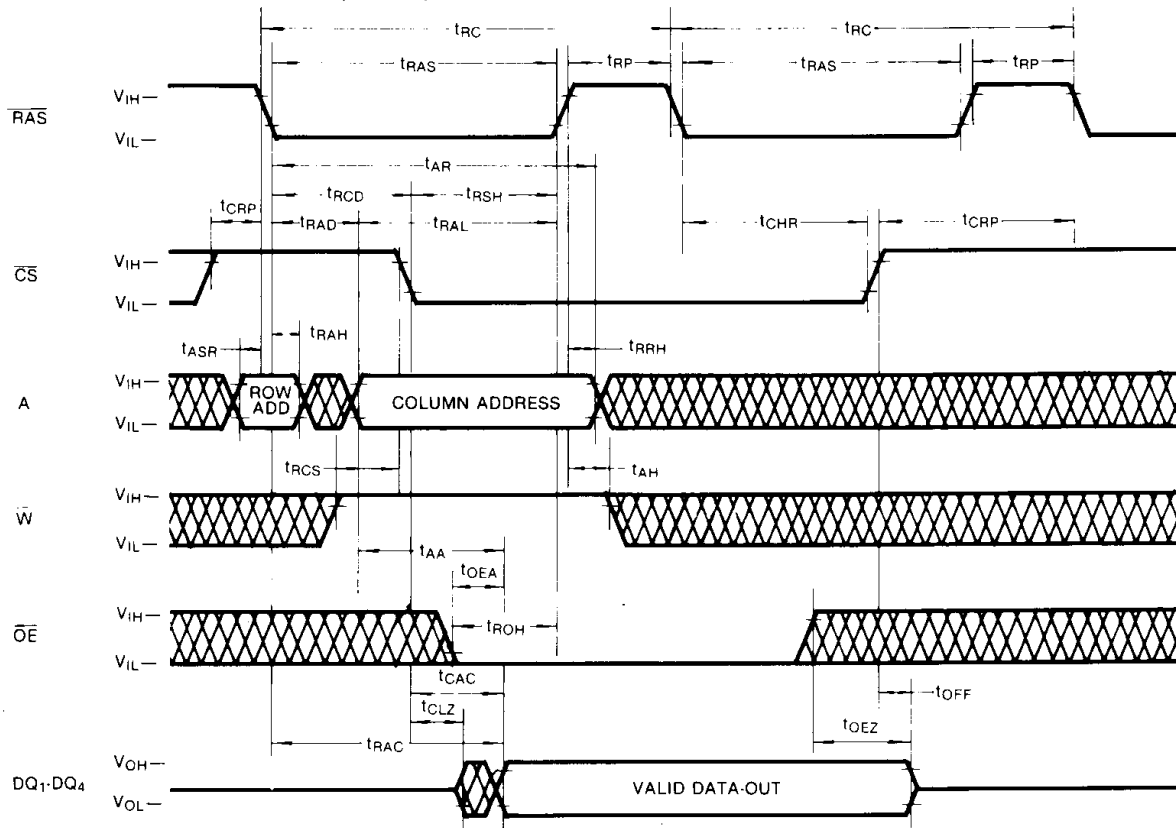 tRC tRC
tRAS tRP tRAS tRP
RAS VIH
VIL
tAR
tRCD tRSH
tCRP tRAD tRAL tCHR tCRP
CS VIH
VIL
tASR tRAH tRRH
A VIH ROW ADD COLUMN ADDRESS
VIL
tRCS tAH
W VIH
VIL
tAA
tOEA
OE VIH
tROH
VIL
tCAC
tCLZ tOFF
tRAC tOEZ
DQ1-DQ4 VOH VALID DATA-OUT
VOL